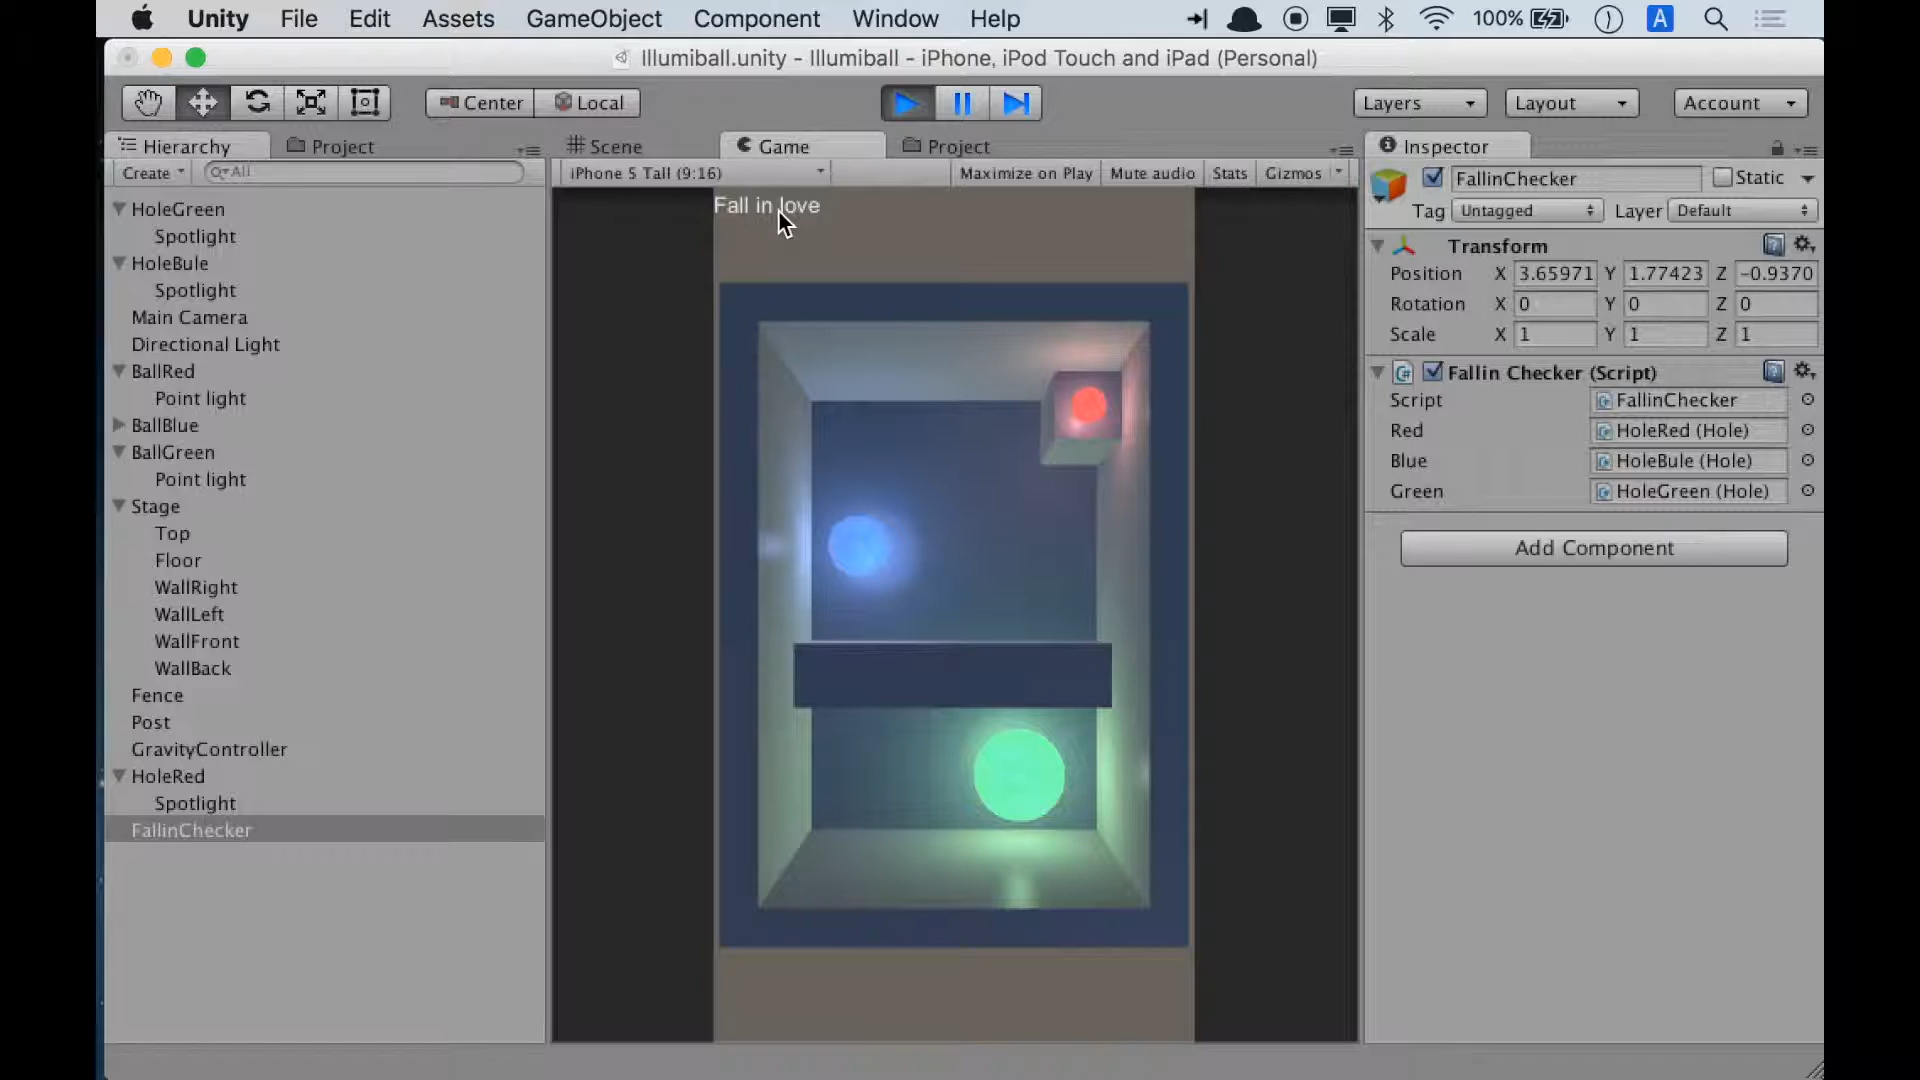 Unity File Edit Assets GameObject Component Window Help 100% A
Illumiball.unity - Illumiball - iPhone, iPod Touch and iPad (Personal)
Center Local Layers Layout Account
Hierarchy Project Scene Game Project Inspector
Create All iPhone 5 Tall (9:16) Maximize on Play Mute audio Stats Gizmos
FallinChecker Static
Tag Untagged Layer Default
Fall in love
HoleGreen
Spotlight
HoleBule
Spotlight
Main Camera
Directional Light
BallRed
Point light
BallBlue
BallGreen
Point light
Stage
Top
Floor
WallRight
WallLeft
WallFront
WallBack
Fence
Post
GravityController
HoleRed
Spotlight
FallinChecker
Transform
Position X 3.65971 Y 1.77423 Z -0.9370
Rotation X 0 Y 0 Z 0
Scale X 1 Y 1 Z 1
Fallin Checker (Script)
Script FallinChecker
Red HoleRed (Hole)
Blue HoleBule (Hole)
Green HoleGreen (Hole)
Add Component